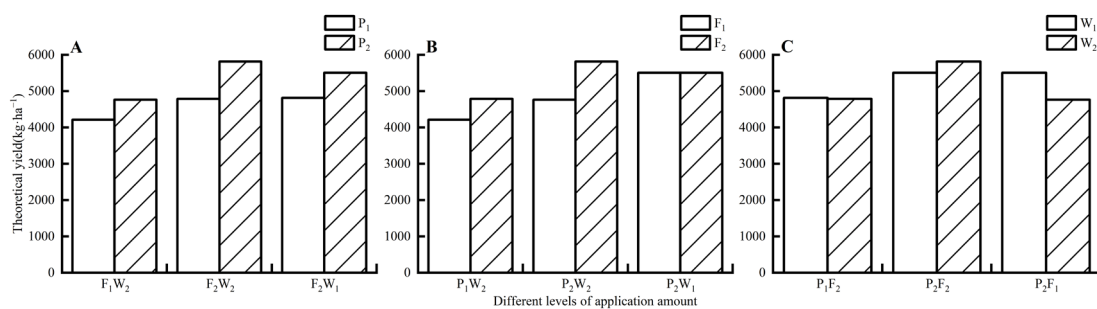 Theoretical yield(kg·ha⁻¹)
A
P₁
P₂
6000
5000
4000
3000
2000
1000
0
F₁W₂
F₂W₂
F₂W₁
B
F₁
F₂
6000
5000
4000
3000
2000
1000
0
P₁W₂
P₂W₂
P₂W₁
C
W₁
W₂
6000
5000
4000
3000
2000
1000
0
P₁F₂
P₂F₂
P₂F₁
Different levels of application amount